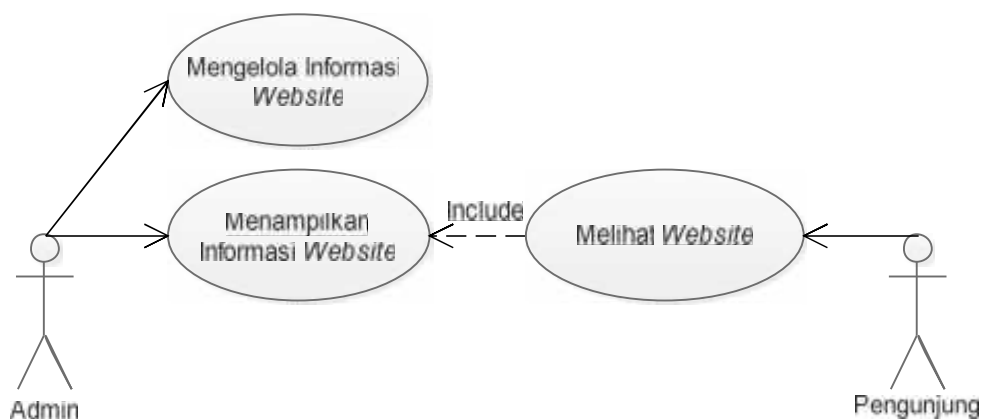 Mengelola Informasi
Website
Menampilkan
Informasi Website
Include
Melihat Website
Admin
Pengunjung